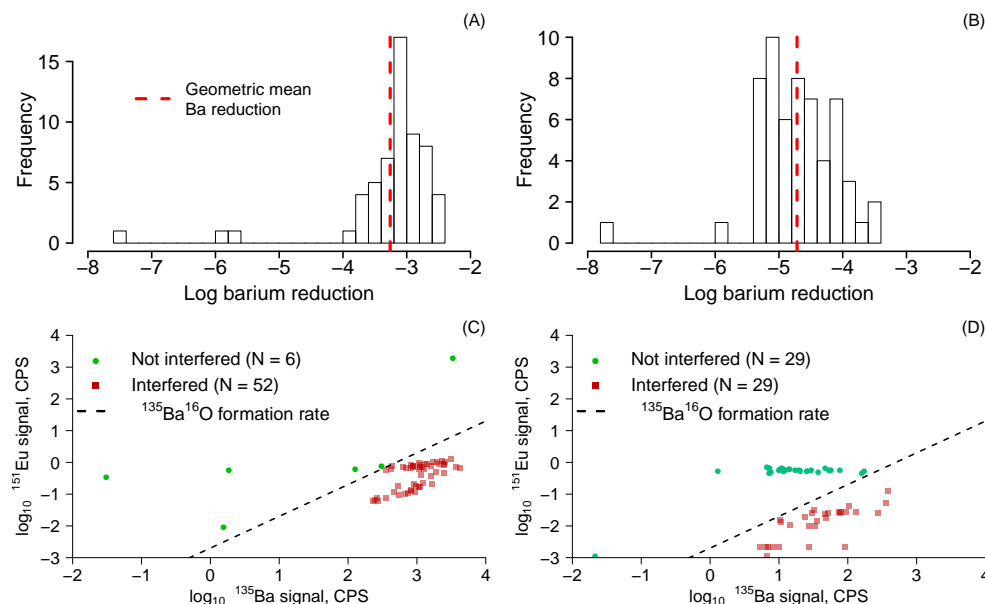 (A)
Frequency
15
10
5
0
Geometric mean
Ba reduction
−8 −7 −6 −5 −4 −3 −2
Log barium reduction
(B)
Frequency
10
8
6
4
2
0
−8 −7 −6 −5 −4 −3 −2
Log barium reduction
(C)
log₁₀ ¹⁵¹Eu signal, CPS
4
3
2
1
0
−1
−2
−3
Not interfered (N = 6)
Interfered (N = 52)
¹³⁵Ba¹⁶O formation rate
−2 −1 0 1 2 3 4
log₁₀ ¹³⁵Ba signal, CPS
(D)
log₁₀ ¹⁵¹Eu signal, CPS
4
3
2
1
0
−1
−2
−3
Not interfered (N = 29)
Interfered (N = 29)
¹³⁵Ba¹⁶O formation rate
−2 −1 0 1 2 3 4
log₁₀ ¹³⁵Ba signal, CPS